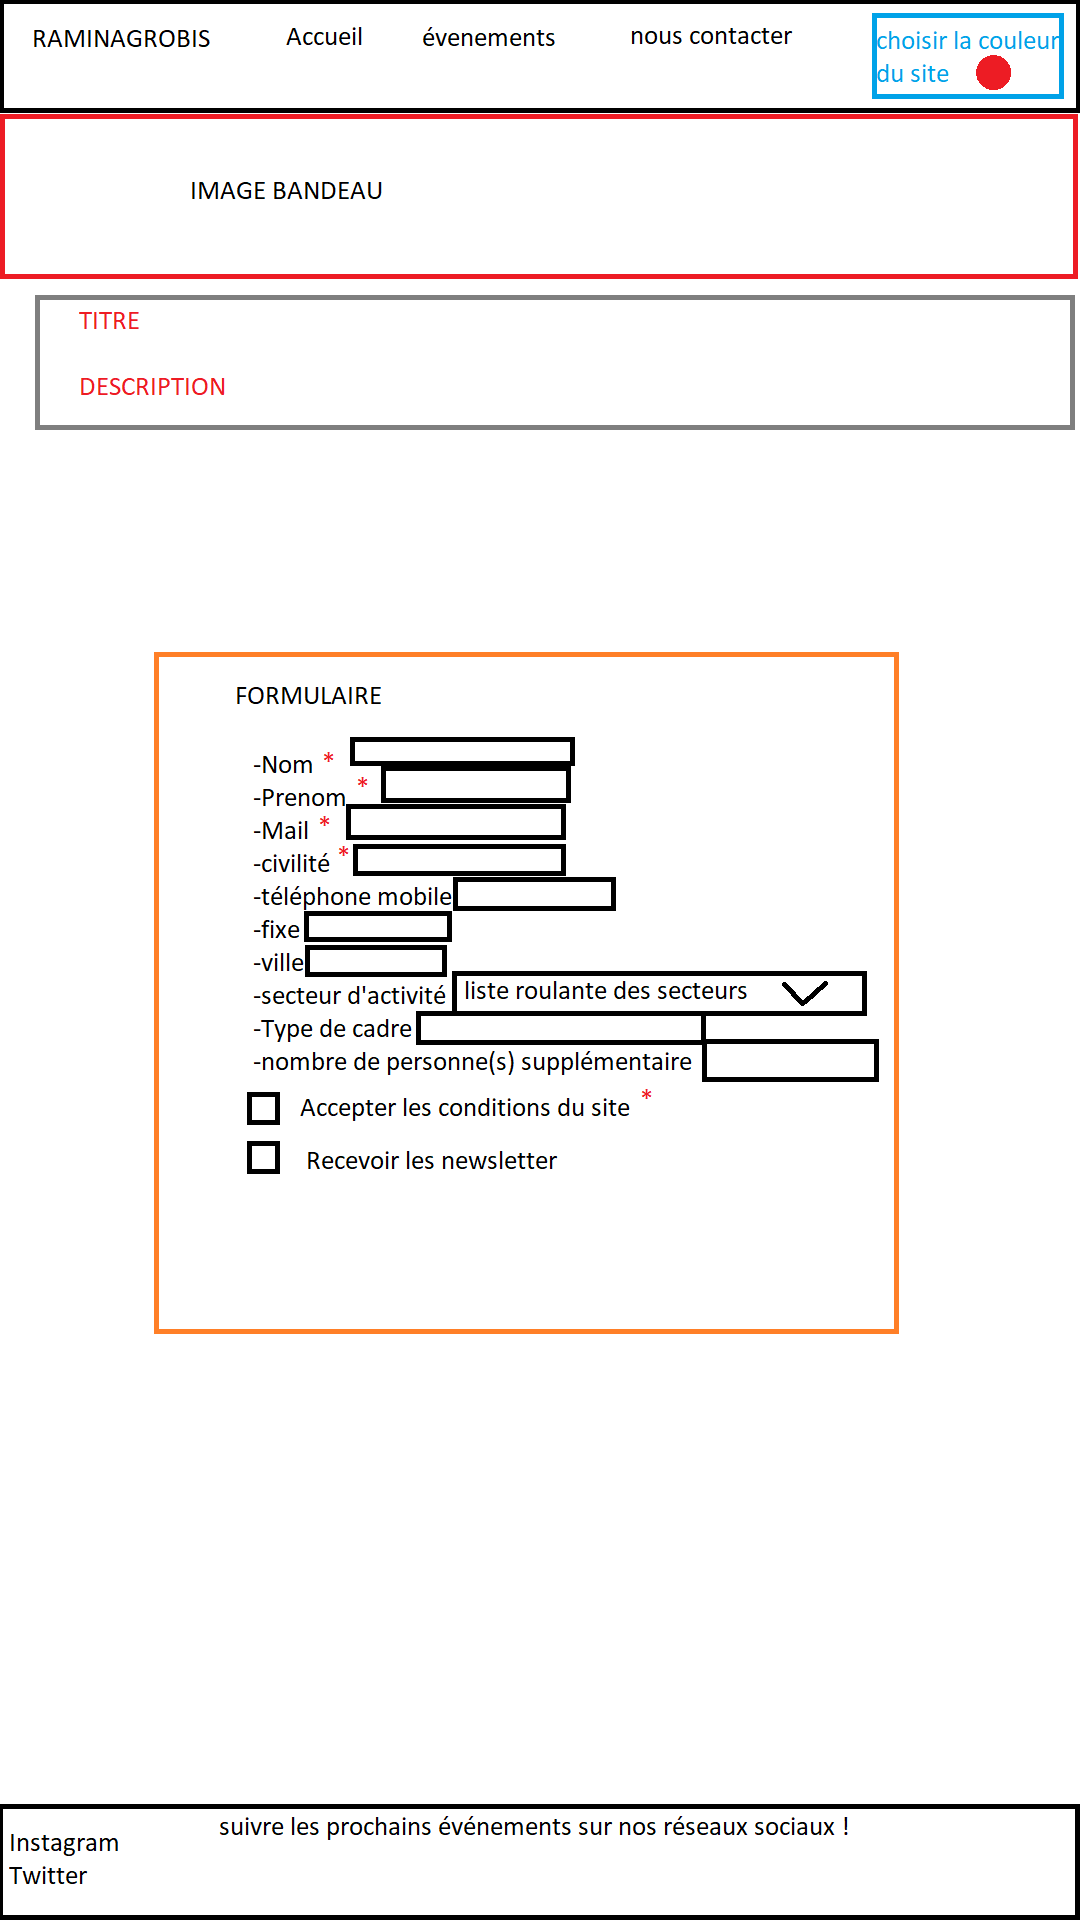 RAMINAGROBIS Accueil évenements nous contacter
choisir la couleur
du site
IMAGE BANDEAU
TITRE
DESCRIPTION
FORMULAIRE
-Nom *
-Prenom *
-Mail *
-civilité *
-téléphone mobile
-fixe
-ville
-secteur d'activité liste roulante des secteurs
-Type de cadre
-nombre de personne(s) supplémentaire
Accepter les conditions du site *
Recevoir les newsletter
suivre les prochains événements sur nos réseaux sociaux !
Instagram
Twitter